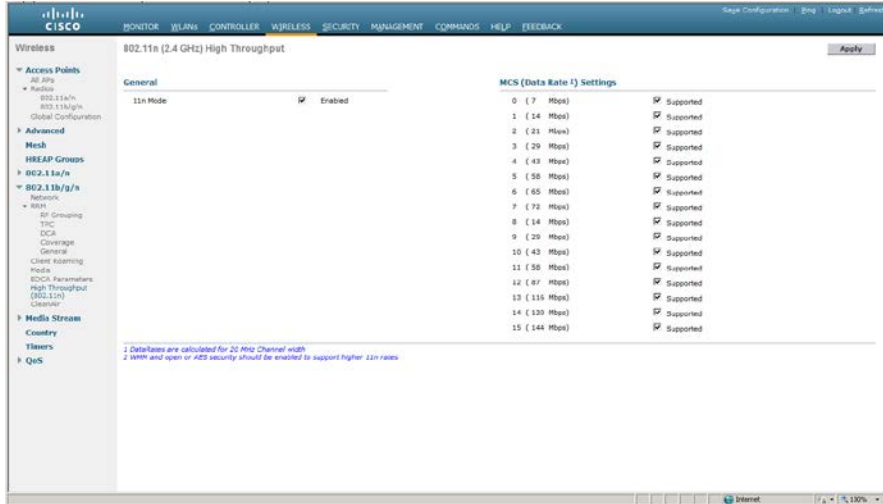 Save Configuration | Ping | Logout | Refresh
CISCO
MONITOR WLANs CONTROLLER WIRELESS SECURITY MANAGEMENT COMMANDS HELP FEEDBACK
Wireless
802.11n (2.4 GHz) High Throughput
Apply
Access Points
All APs
Radios
802.11a/n
802.11b/g/n
Global Configuration
Advanced
Mesh
HREAP Groups
802.11a/n
802.11b/g/n
Network
RRM
RF Grouping
TPC
DCA
Coverage
General
Client Roaming
Media
EDCA Parameters
High Throughput
(802.11n)
CleanAir
Media Stream
Country
Timers
QoS
General
11n Mode Enabled
MCS (Data Rate 1) Settings
0 ( 7 Mbps) Supported
1 ( 14 Mbps) Supported
2 ( 21 Mbps) Supported
3 ( 29 Mbps) Supported
4 ( 43 Mbps) Supported
5 ( 58 Mbps) Supported
6 ( 65 Mbps) Supported
7 ( 72 Mbps) Supported
8 ( 14 Mbps) Supported
9 ( 29 Mbps) Supported
10 ( 43 Mbps) Supported
11 ( 58 Mbps) Supported
12 ( 87 Mbps) Supported
13 ( 116 Mbps) Supported
14 ( 130 Mbps) Supported
15 ( 144 Mbps) Supported
1 DataRates are calculated for 20 MHz Channel width
2 WMM and open or AES security should be enabled to support higher 11n rates
Internet
130%